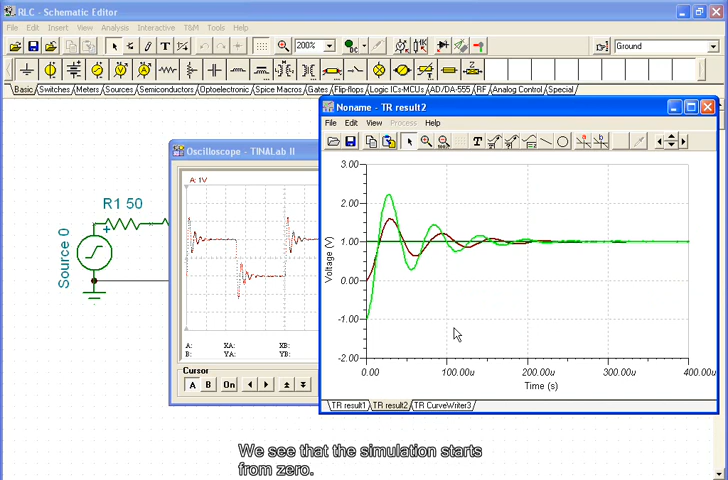 RLC - Schematic Editor
File Edit Insert View Analysis Interactive T&M Tools Help
200%
DC
Ground
Basic Switches Meters Sources Semiconductors Optoelectronic Spice Macros Gates Flip-flops Logic ICs-MCUs AD/DA-555 RF Analog Control Special
Noname - TR result2
File Edit View Process Help
T
a b
Oscilloscope - TINALab II
A: 1V
R1 50
Source 0
+
Voltage (V)
3.00
2.00
1.00
0.00
-1.00
-2.00
0.00 100.00u 200.00u 300.00u 400.00u
Time (s)
A: XA: XB:
B: YA: YB:
Cursor
A B On
TR result1 TR result2 TR CurveWriter3
We see that the simulation starts
from zero.